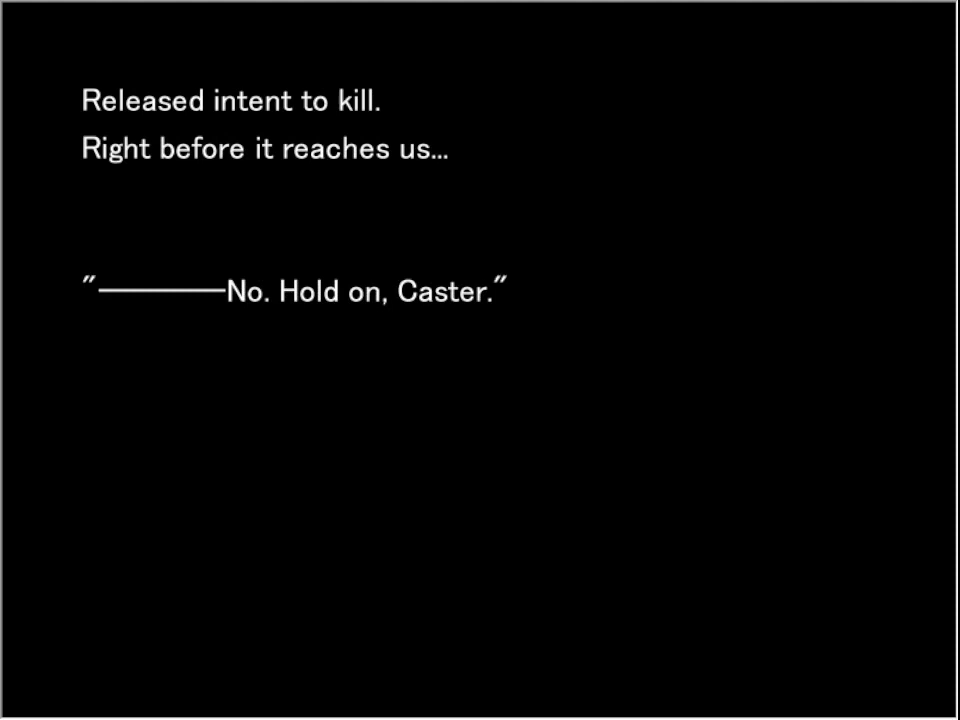 Released intent to kill.
Right before it reaches us...
"――――No. Hold on, Caster."